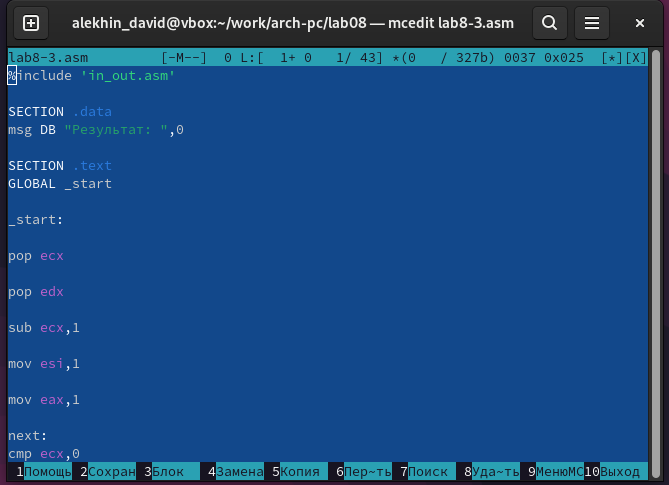 alekhin_david@vbox:~/work/arch-pc/lab08 — mcedit lab8-3.asm
lab8-3.asm [-M--] 0 L:[ 1+ 0 1/ 43] *(0 / 327b) 0037 0x025 [*][X]
%include 'in_out.asm'
SECTION .data
msg DB "Результат: ",0
SECTION .text
GLOBAL _start
_start:
pop ecx
pop edx
sub ecx,1
mov esi,1
mov eax,1
next:
cmp ecx,0
1Помощь 2Сохран 3Блок 4Замена 5Копия 6Пер~ть 7Поиск 8Уда~ть 9МенюMC 10Выход